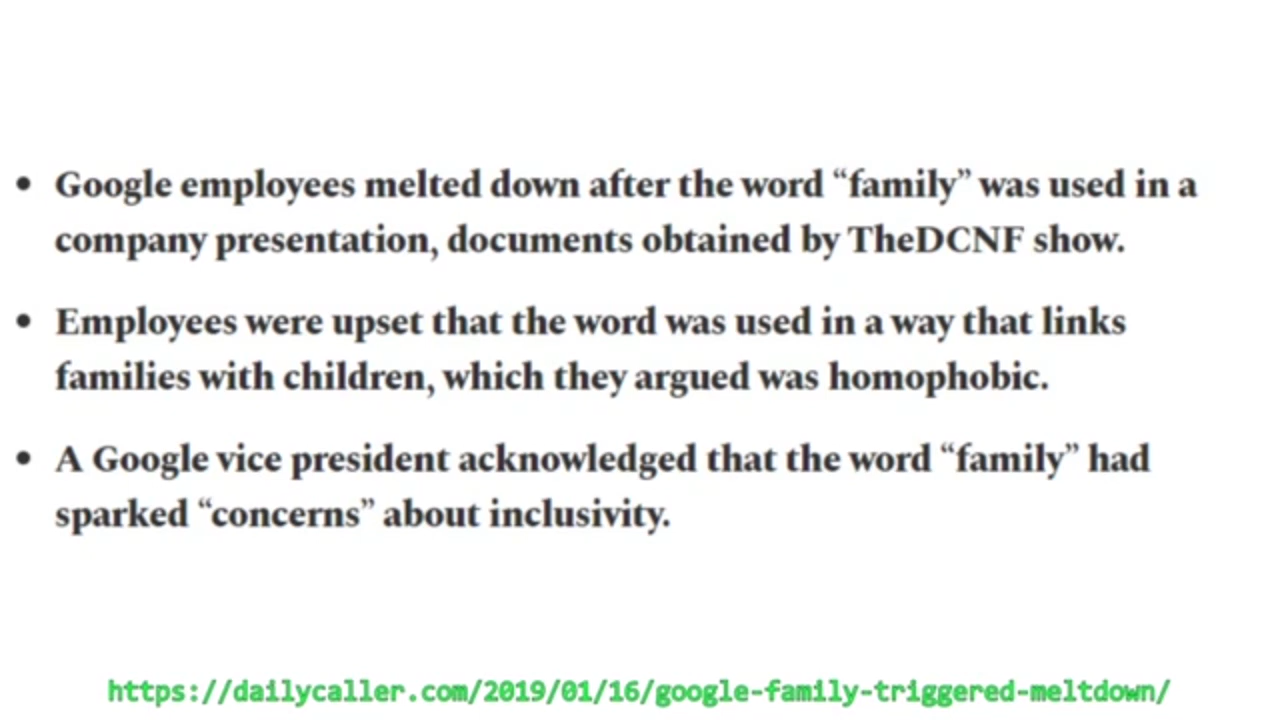 • Google employees melted down after the word “family” was used in a
company presentation, documents obtained by TheDCNF show.
• Employees were upset that the word was used in a way that links
families with children, which they argued was homophobic.
• A Google vice president acknowledged that the word “family” had
sparked “concerns” about inclusivity.
https://dailycaller.com/2019/01/16/google-family-triggered-meltdown/